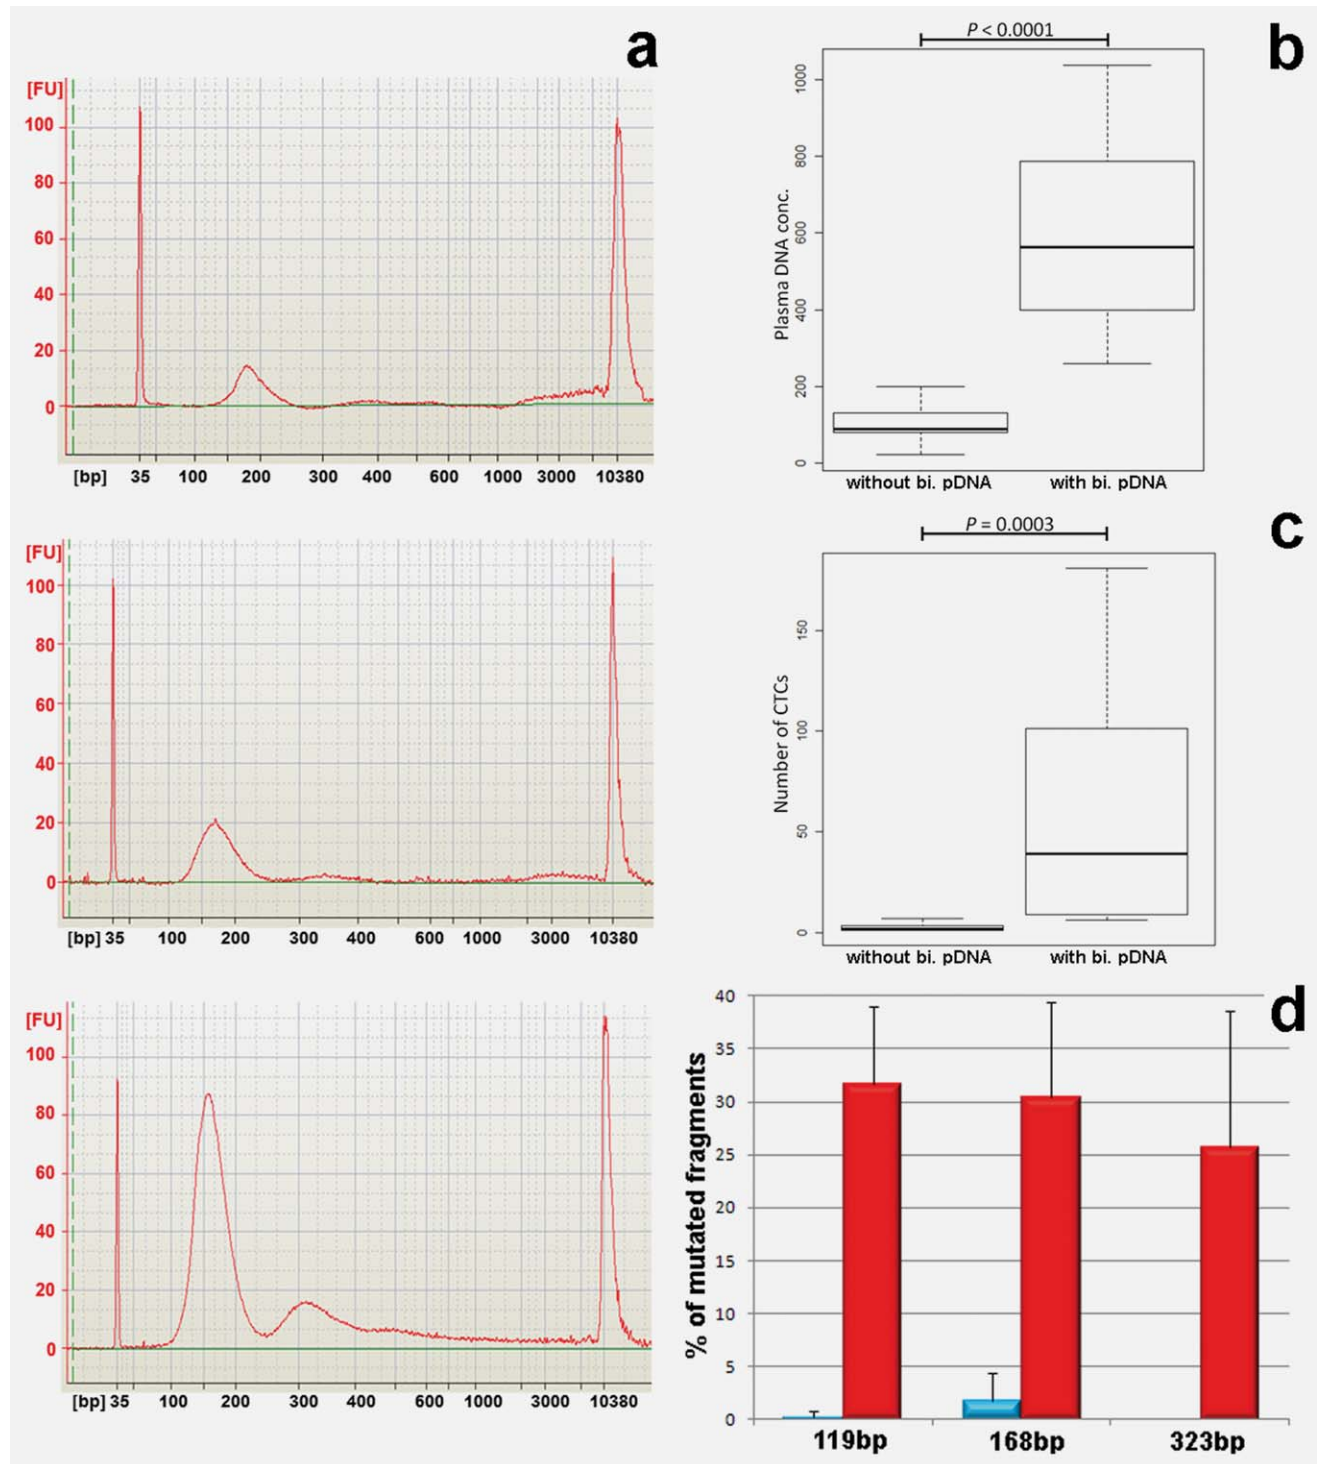 a
[FU]
100
80
60
40
20
0
[bp] 35 100 200 300 400 600 1000 3000 10380
[FU]
100
80
60
40
20
0
[bp] 35 100 200 300 400 600 1000 3000 10380
[FU]
100
80
60
40
20
0
[bp] 35 100 200 300 400 600 1000 3000 10380
b
P < 0.0001
Plasma DNA conc.
1000
800
600
400
200
0
without bi. pDNA with bi. pDNA
c
P = 0.0003
Number of CTCs
150
100
50
0
without bi. pDNA with bi. pDNA
d
% of mutated fragments
40
35
30
25
20
15
10
5
0
119bp 168bp 323bp